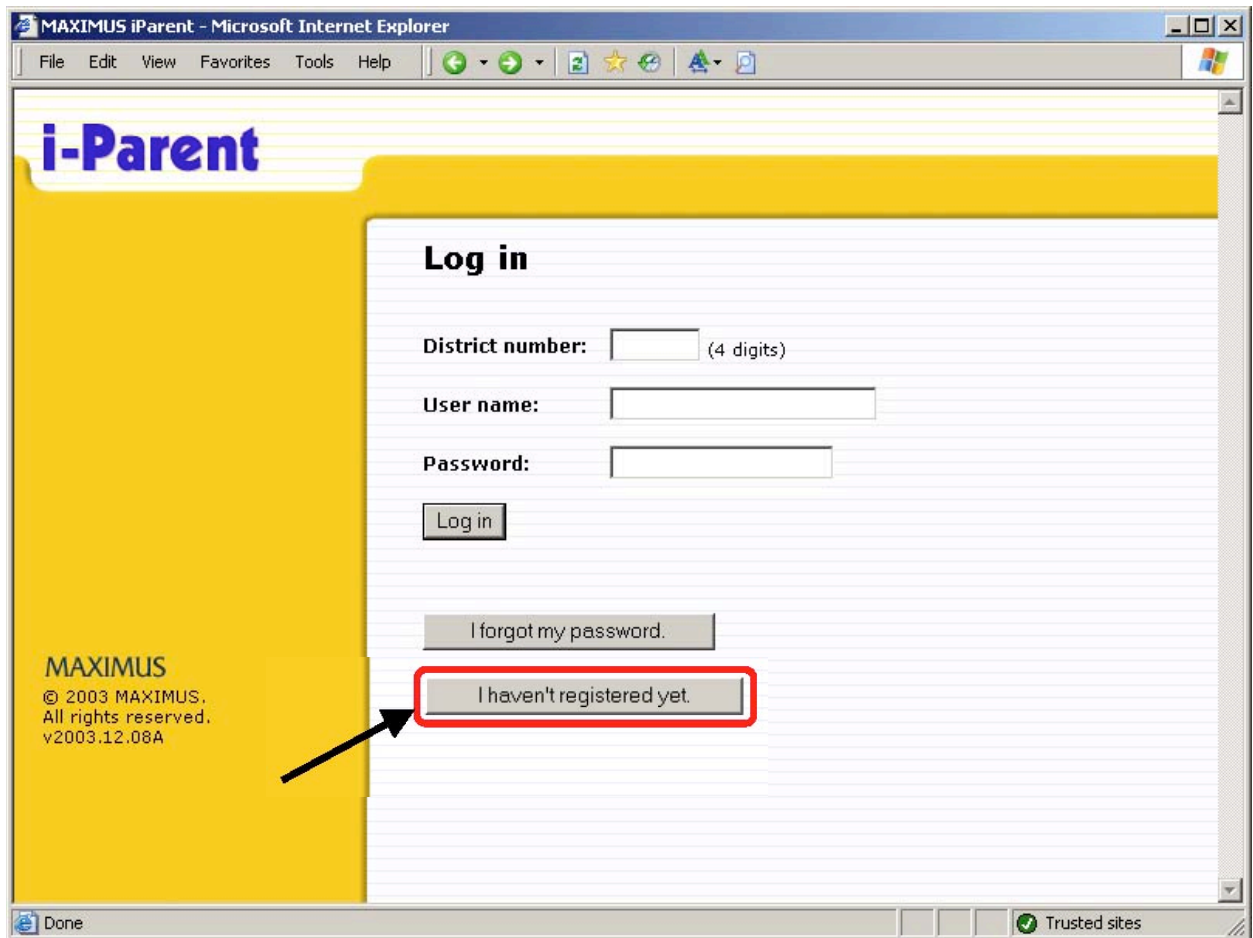 MAXIMUS iParent - Microsoft Internet Explorer
File Edit View Favorites Tools Help
i-Parent
Log in
District number: (4 digits)
User name:
Password:
Log in
I forgot my password.
I haven't registered yet.
MAXIMUS
© 2003 MAXIMUS.
All rights reserved.
v2003.12.08A
Done Trusted sites